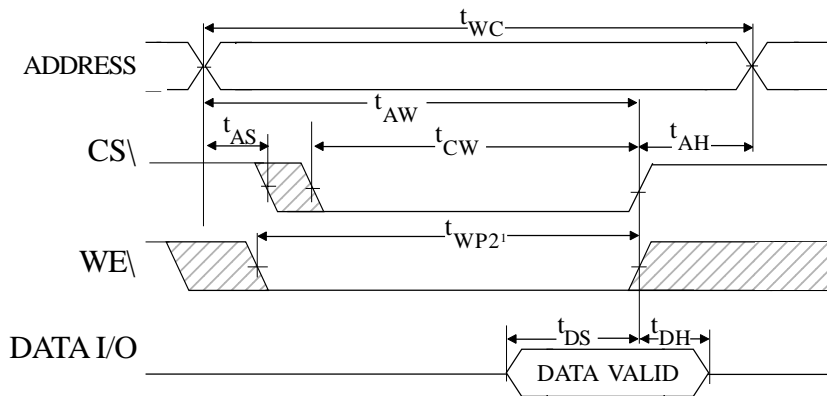 tWC
ADDRESS
tAW
tAS
tCW
tAH
CS\
tWP2¹
WE\
tDS
tDH
DATA I/O
DATA VALID